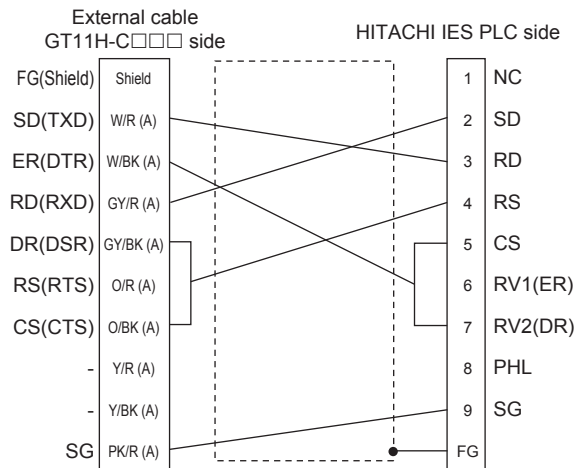 External cable
GT11H-C□□□ side
HITACHI IES PLC side
FG(Shield) Shield 1 NC
SD(TXD) W/R (A) 2 SD
ER(DTR) W/BK (A) 3 RD
RD(RXD) GY/R (A) 4 RS
DR(DSR) GY/BK (A) 5 CS
RS(RTS) O/R (A) 6 RV1(ER)
CS(CTS) O/BK (A) 7 RV2(DR)
- Y/R (A) 8 PHL
- Y/BK (A) 9 SG
SG PK/R (A) FG